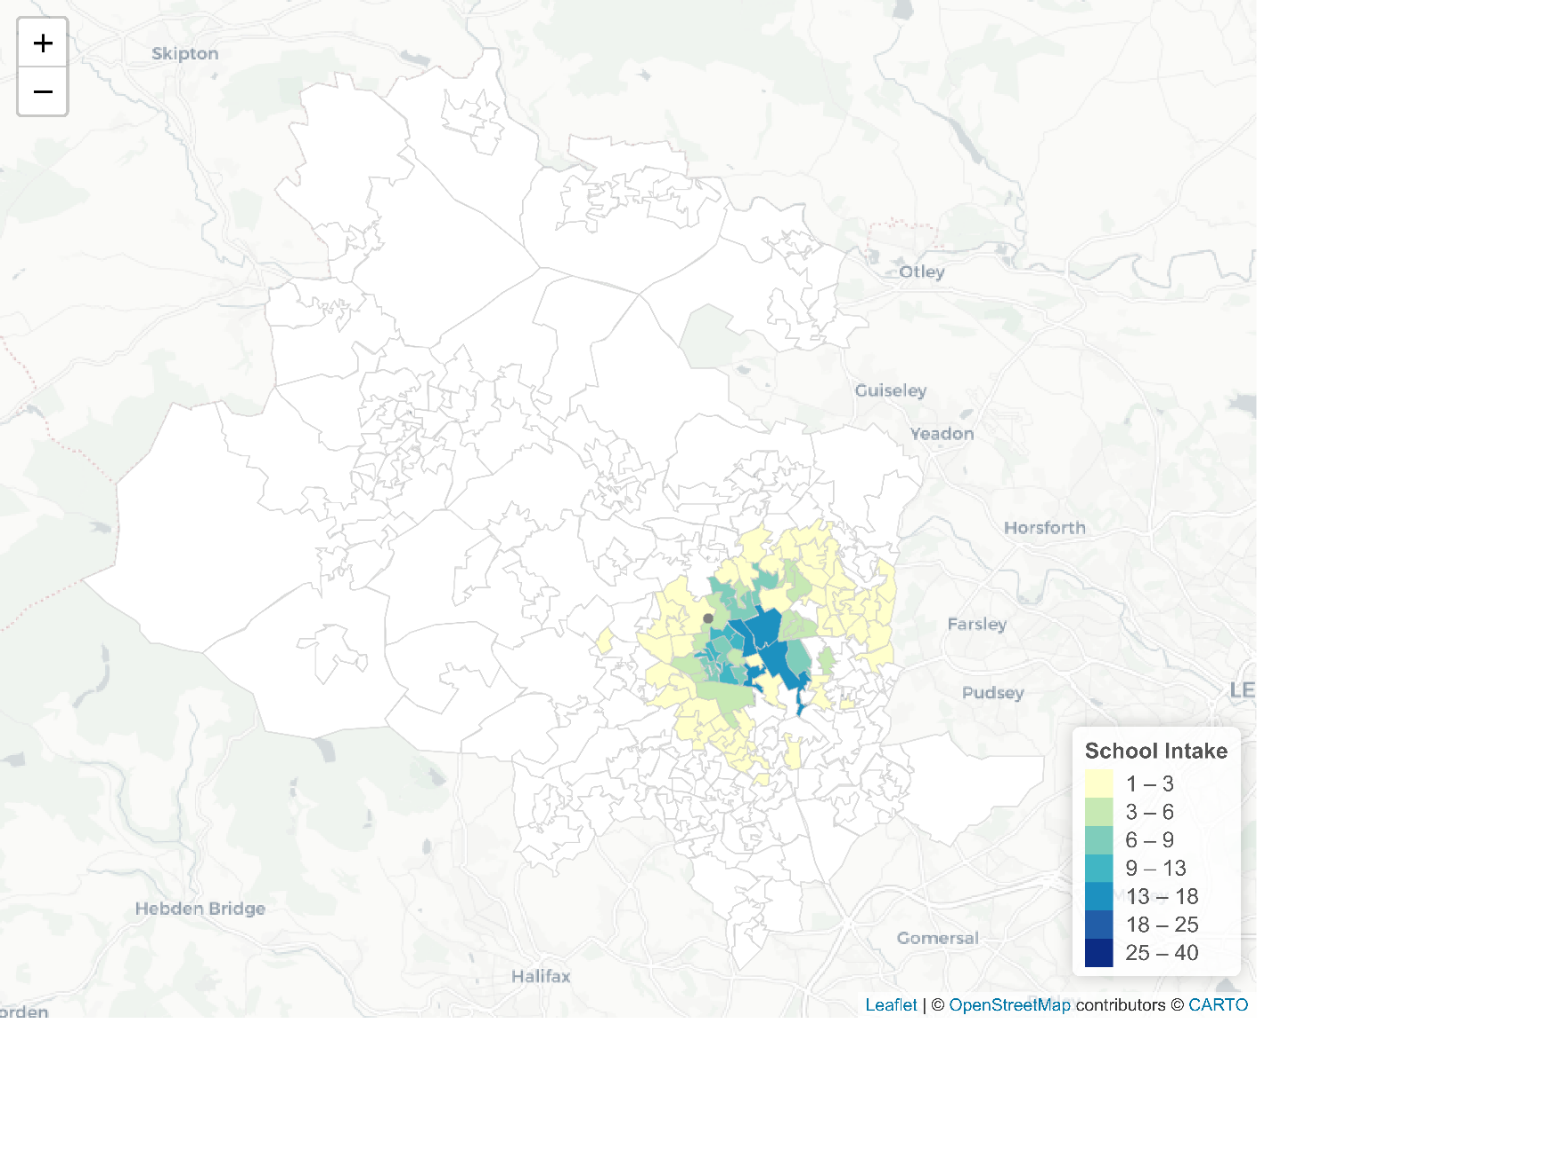 +
Skipton
−
Otley
Guiseley
Yeadon
Horsforth
Farsley
Pudsey
LE
School Intake
1 – 3
3 – 6
6 – 9
9 – 13
13 – 18
18 – 25
25 – 40
Hebden Bridge
Gomersal
Halifax
orden
Leaflet | © OpenStreetMap contributors © CARTO